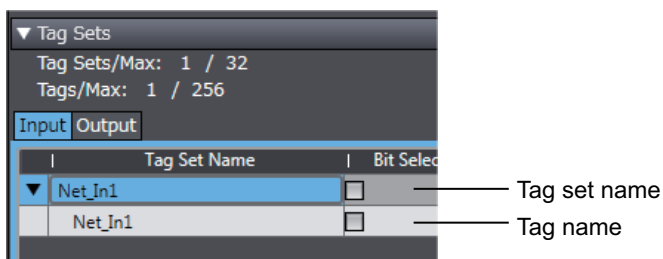 ▼ Tag Sets
Tag Sets/Max: 1 / 32
Tags/Max: 1 / 256
Input Output
Tag Set Name Bit Selec
Net_In1 Tag set name
Net_In1 Tag name